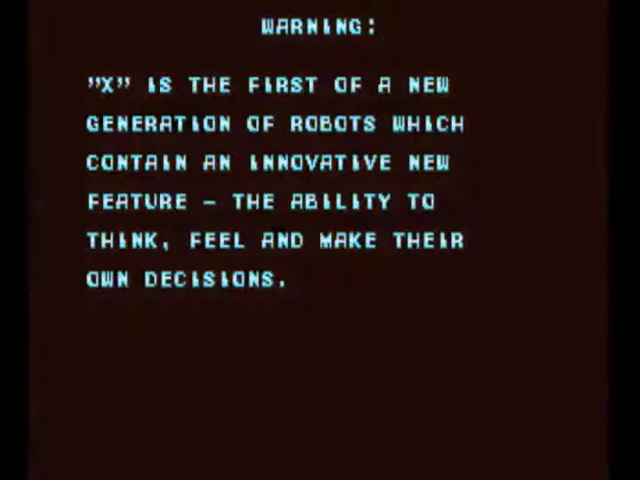 WARNING:
"X" IS THE FIRST OF A NEW
GENERATION OF ROBOTS WHICH
CONTAIN AN INNOVATIVE NEW
FEATURE – THE ABILITY TO
THINK, FEEL AND MAKE THEIR
OWN DECISIONS.